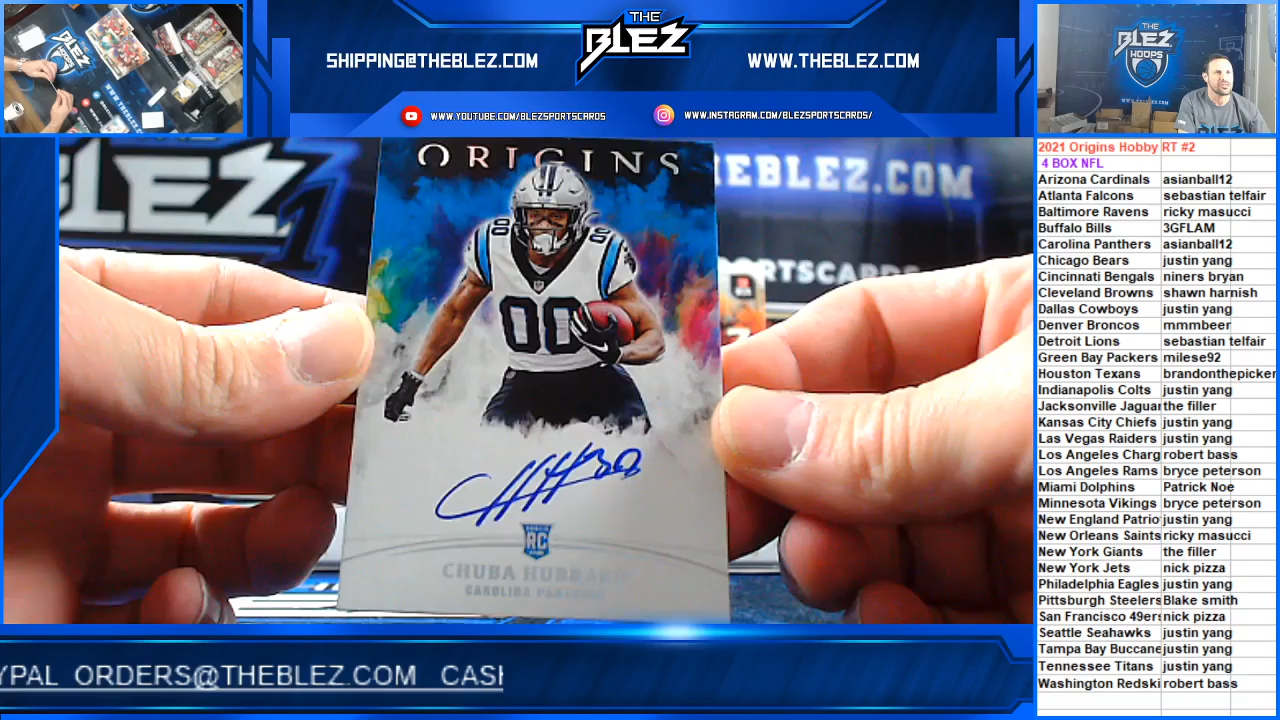 THE
BLEZ
SHIPPING@THEBLEZ.COM
WWW.THEBLEZ.COM
WWW.YOUTUBE.COM/BLEZSPORTSCARDS
WWW.INSTAGRAM.COM/BLEZSPORTSCARDS/
THE
BLEZ
HOOPS
ORIGINS
LEZ
EBLEZ.COM
ORTSCARDS
00
00
00
RC
CHUBA HUBBARD
CAROLINA PANTHERS
YPAL ORDERS@THEBLEZ.COM CASH
2021 Origins Hobby RT #2
4 BOX NFL
Arizona Cardinals asianball12
Atlanta Falcons sebastian telfair
Baltimore Ravens ricky masucci
Buffalo Bills 3GFLAM
Carolina Panthers asianball12
Chicago Bears justin yang
Cincinnati Bengals niners bryan
Cleveland Browns shawn harnish
Dallas Cowboys justin yang
Denver Broncos mmmbeer
Detroit Lions sebastian telfair
Green Bay Packers milese92
Houston Texans brandonthepicker
Indianapolis Colts justin yang
Jacksonville Jaguar the filler
Kansas City Chiefs justin yang
Las Vegas Raiders justin yang
Los Angeles Charg robert bass
Los Angeles Rams bryce peterson
Miami Dolphins Patrick Noe
Minnesota Vikings bryce peterson
New England Patrio justin yang
New Orleans Saints ricky masucci
New York Giants the filler
New York Jets nick pizza
Philadelphia Eagles justin yang
Pittsburgh Steelers Blake smith
San Francisco 49ers nick pizza
Seattle Seahawks justin yang
Tampa Bay Buccane justin yang
Tennessee Titans justin yang
Washington Redski robert bass